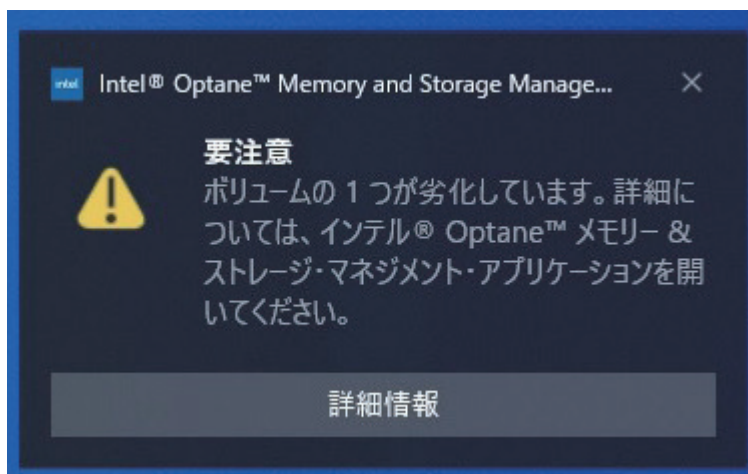 intel Intel® Optane™ Memory and Storage Manage...
要注意
ボリュームの 1 つが劣化しています。詳細に
ついては、インテル® Optane™ メモリー &
ストレージ・マネジメント・アプリケーションを開
いてください。
詳細情報